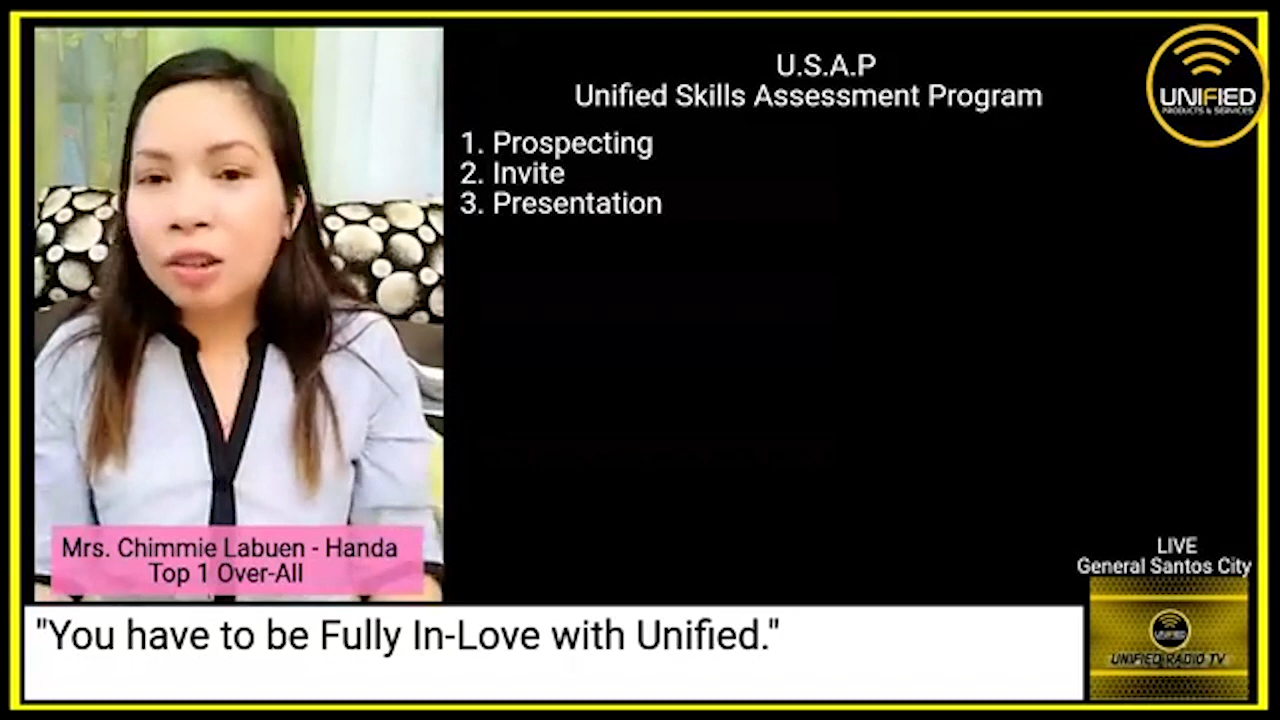 U.S.A.P
Unified Skills Assessment Program
1. Prospecting
2. Invite
3. Presentation
UNIFIED
PRODUCTS & SERVICES
Mrs. Chimmie Labuen - Handa
Top 1 Over-All
LIVE
General Santos City
UNIFIED
UNIFIED RADIO TV
"You have to be Fully In-Love with Unified."